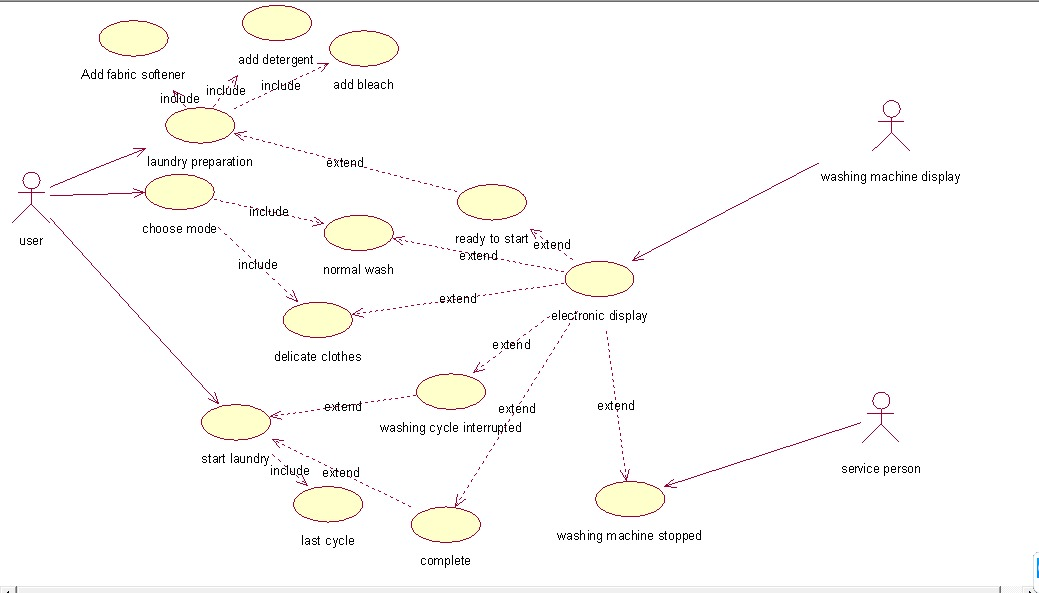 add detergent
Add fabric softener
add bleach
include
include
include
laundry preparation
extend
washing machine display
user
choose mode
include
ready to start
extend
extend
normal wash
include
extend
electronic display
delicate clothes
extend
extend
extend
extend
washing cycle interrupted
start laundry
include
extend
service person
last cycle
washing machine stopped
complete